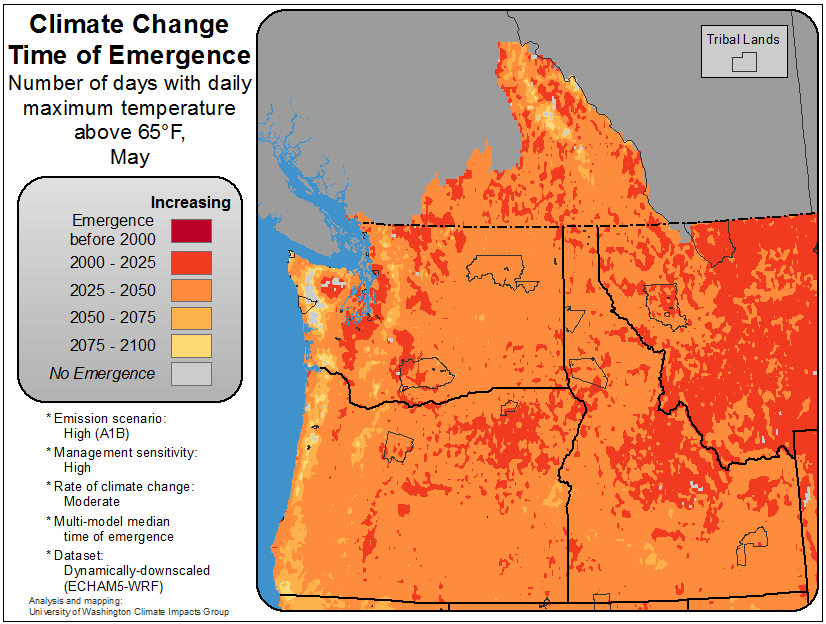 Climate Change
Time of Emergence
Number of days with daily
maximum temperature
above 65°F,
May
Increasing
Emergence
before 2000
2000 - 2025
2025 - 2050
2050 - 2075
2075 - 2100
No Emergence
* Emission scenario:
High (A1B)
* Management sensitivity:
High
* Rate of climate change:
Moderate
* Multi-model median
time of emergence
* Dataset:
Dynamically-downscaled
(ECHAM5-WRF)
Analysis and mapping:
University of Washington Climate Impacts Group
Tribal Lands